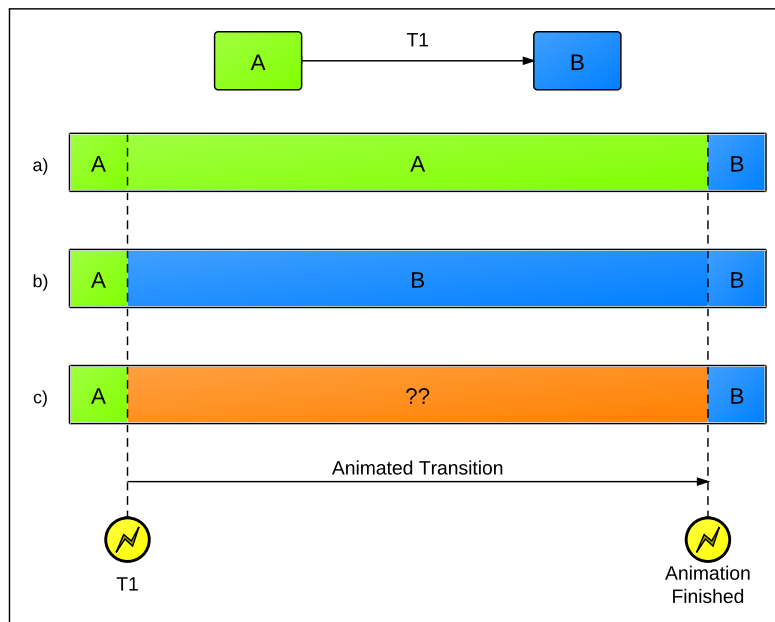 T1
A
B
a)
A
A
B
b)
A
B
B
c)
A
??
B
Animated Transition
T1
Animation
Finished